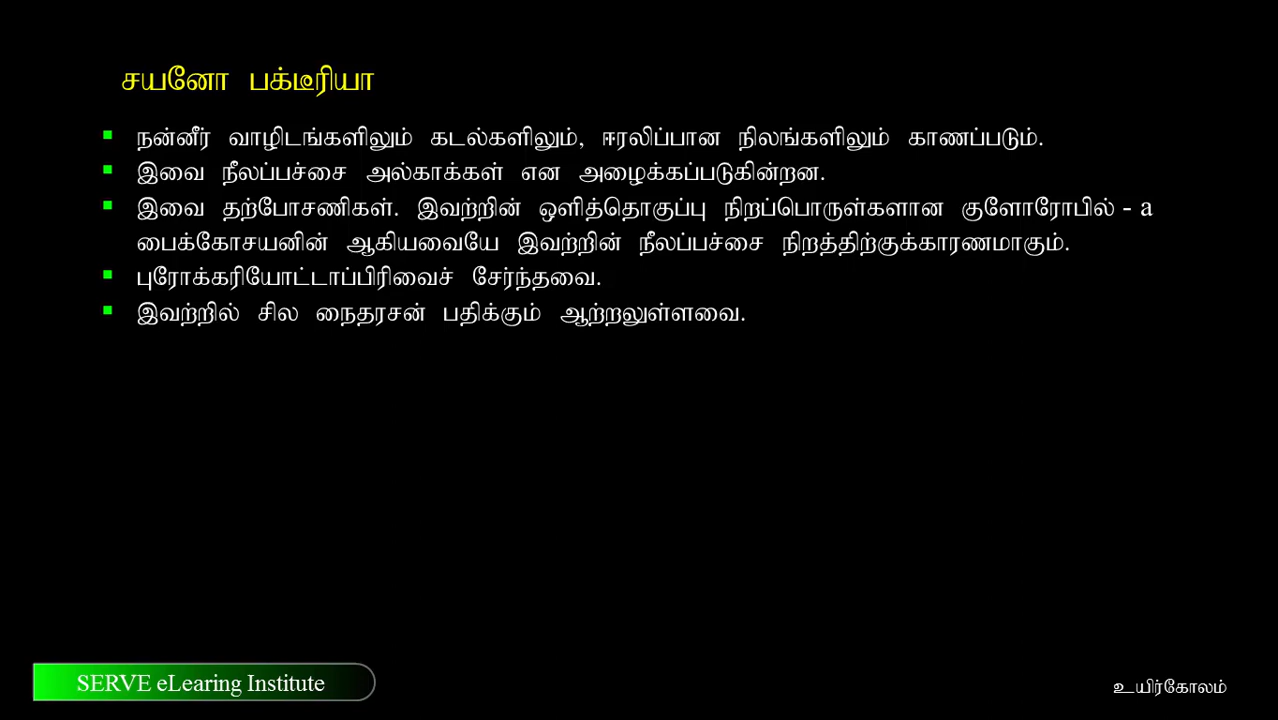 சயனோ பக்டீரியா
▪ நன்னீர் வாழிடங்களிலும் கடல்களிலும், ஈரலிப்பான நிலங்களிலும் காணப்படும்.
▪ இவை நீலப்பச்சை அல்காக்கள் என அழைக்கப்படுகின்றன.
▪ இவை தற்போசணிகள். இவற்றின் ஒளித்தொகுப்பு நிறப்பொருள்களான குளோரோபில் - a
பைக்கோசயனின் ஆகியவையே இவற்றின் நீலப்பச்சை நிறத்திற்குக்காரணமாகும்.
▪ புரோக்கரியோட்டாப்பிரிவைச் சேர்ந்தவை.
▪ இவற்றில் சில நைதரசன் பதிக்கும் ஆற்றலுள்ளவை.
SERVE eLearing Institute
உயிர்கோலம்